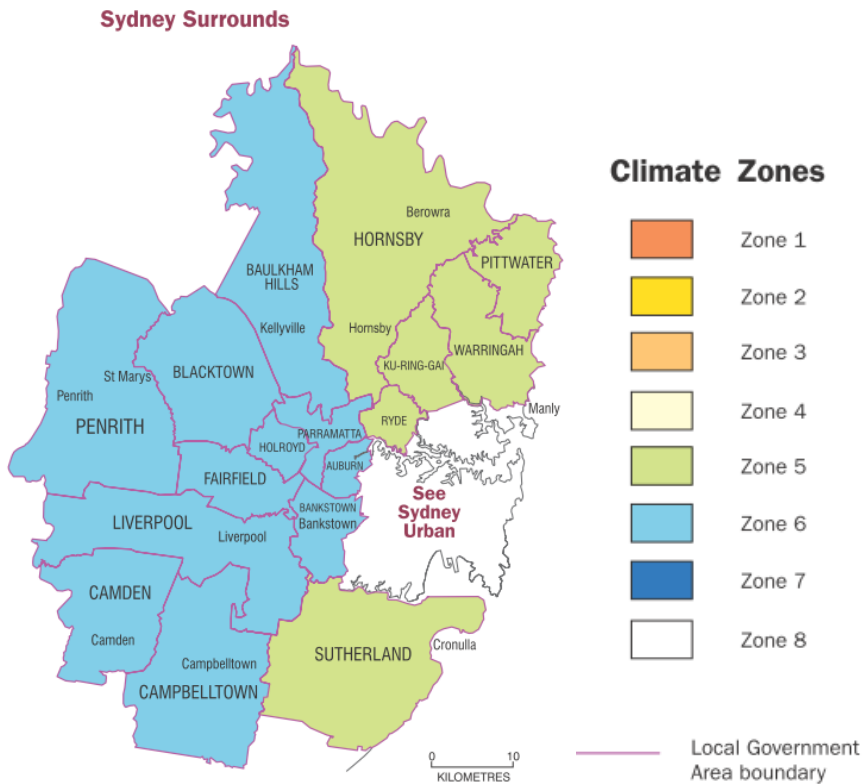 Sydney Surrounds
Berowra
HORNSBY
PITTWATER
BAULKHAM
HILLS
Kellyville
Hornsby
WARRINGAH
KU-RING-GAI
St Marys
BLACKTOWN
Penrith
PENRITH
RYDE
Manly
PARRAMATTA
HOLROYD
AUBURN
FAIRFIELD
See
Sydney
Urban
BANKSTOWN
Bankstown
LIVERPOOL
Liverpool
CAMDEN
Camden
SUTHERLAND
Cronulla
Campbelltown
CAMPBELLTOWN
0 10
KILOMETRES
Climate Zones
Zone 1
Zone 2
Zone 3
Zone 4
Zone 5
Zone 6
Zone 7
Zone 8
Local Government
Area boundary